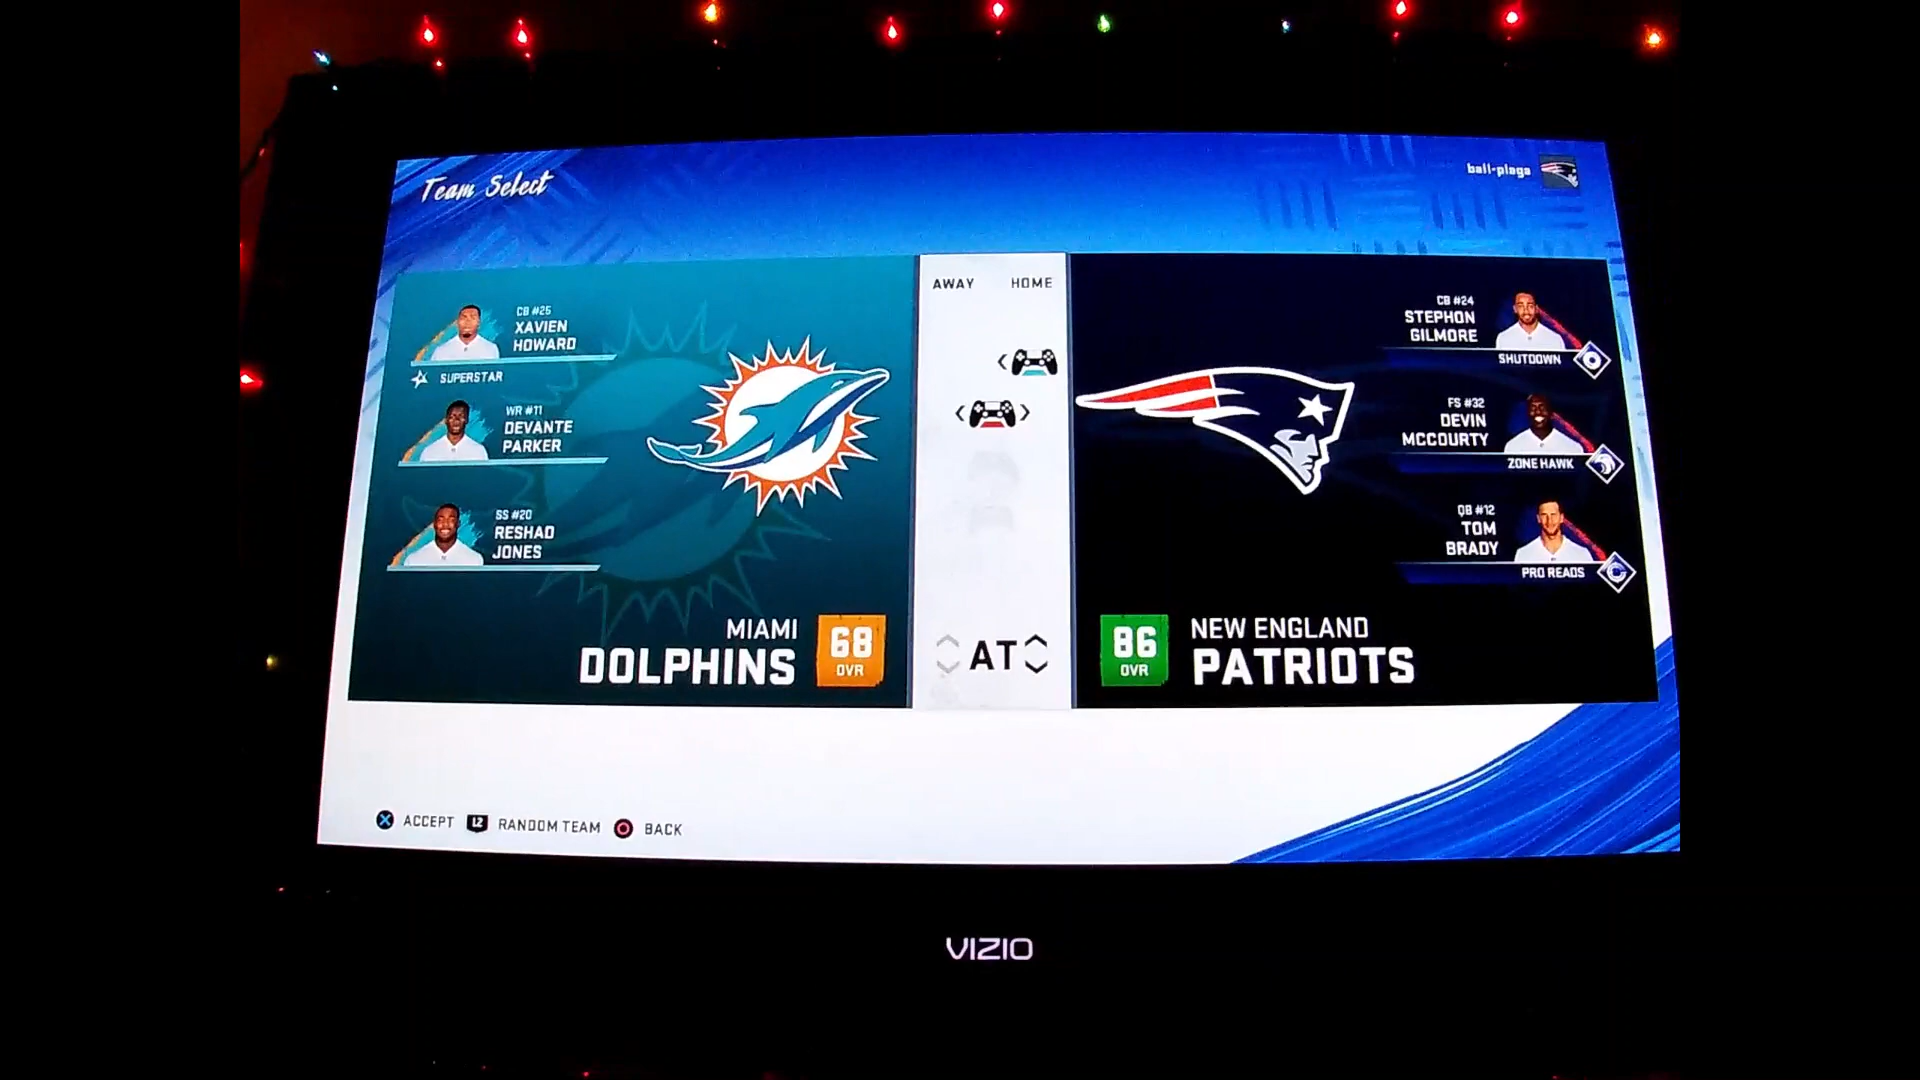 Team Select
ball-plaga
AWAY HOME
CB #25
XAVIEN
HOWARD
SUPERSTAR
WR #11
DEVANTE
PARKER
SS #20
RESHAD
JONES
MIAMI
DOLPHINS
68
OVR
AT
CB #24
STEPHON
GILMORE
SHUTDOWN
FS #32
DEVIN
MCCOURTY
ZONE HAWK
QB #12
TOM
BRADY
PRO READS
86
OVR
NEW ENGLAND
PATRIOTS
ACCEPT L2 RANDOM TEAM BACK
VIZIO